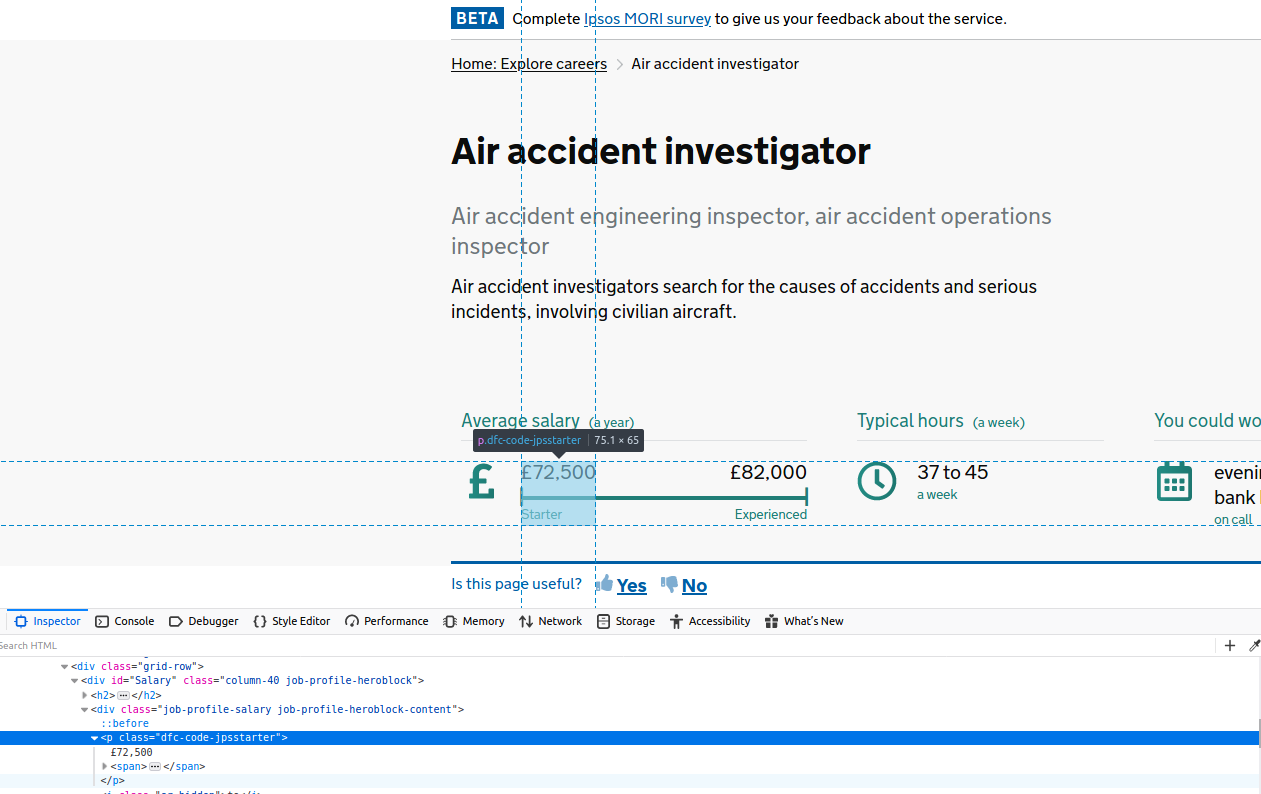 BETA Complete Ipsos MORI survey to give us your feedback about the service.
Home: Explore careers > Air accident investigator
Air accident investigator
Air accident engineering inspector, air accident operations
inspector
Air accident investigators search for the causes of accidents and serious
incidents, involving civilian aircraft.
Average salary (a year)
p.dfc-code-jpsstarter 75.1 × 65
£ £72,500 £82,000
Starter Experienced
Typical hours (a week)
37 to 45
a week
You could wo
eveni
bank
on call
Is this page useful? Yes No
Inspector Console Debugger {} Style Editor Performance Memory Network Storage Accessibility What's New
Search HTML +
<div class="grid-row">
<div id="Salary" class="column-40 job-profile-heroblock">
<h2>…</h2>
<div class="job-profile-salary job-profile-heroblock-content">
::before
<p class="dfc-code-jpsstarter">
£72,500
<span>…</span>
</p>